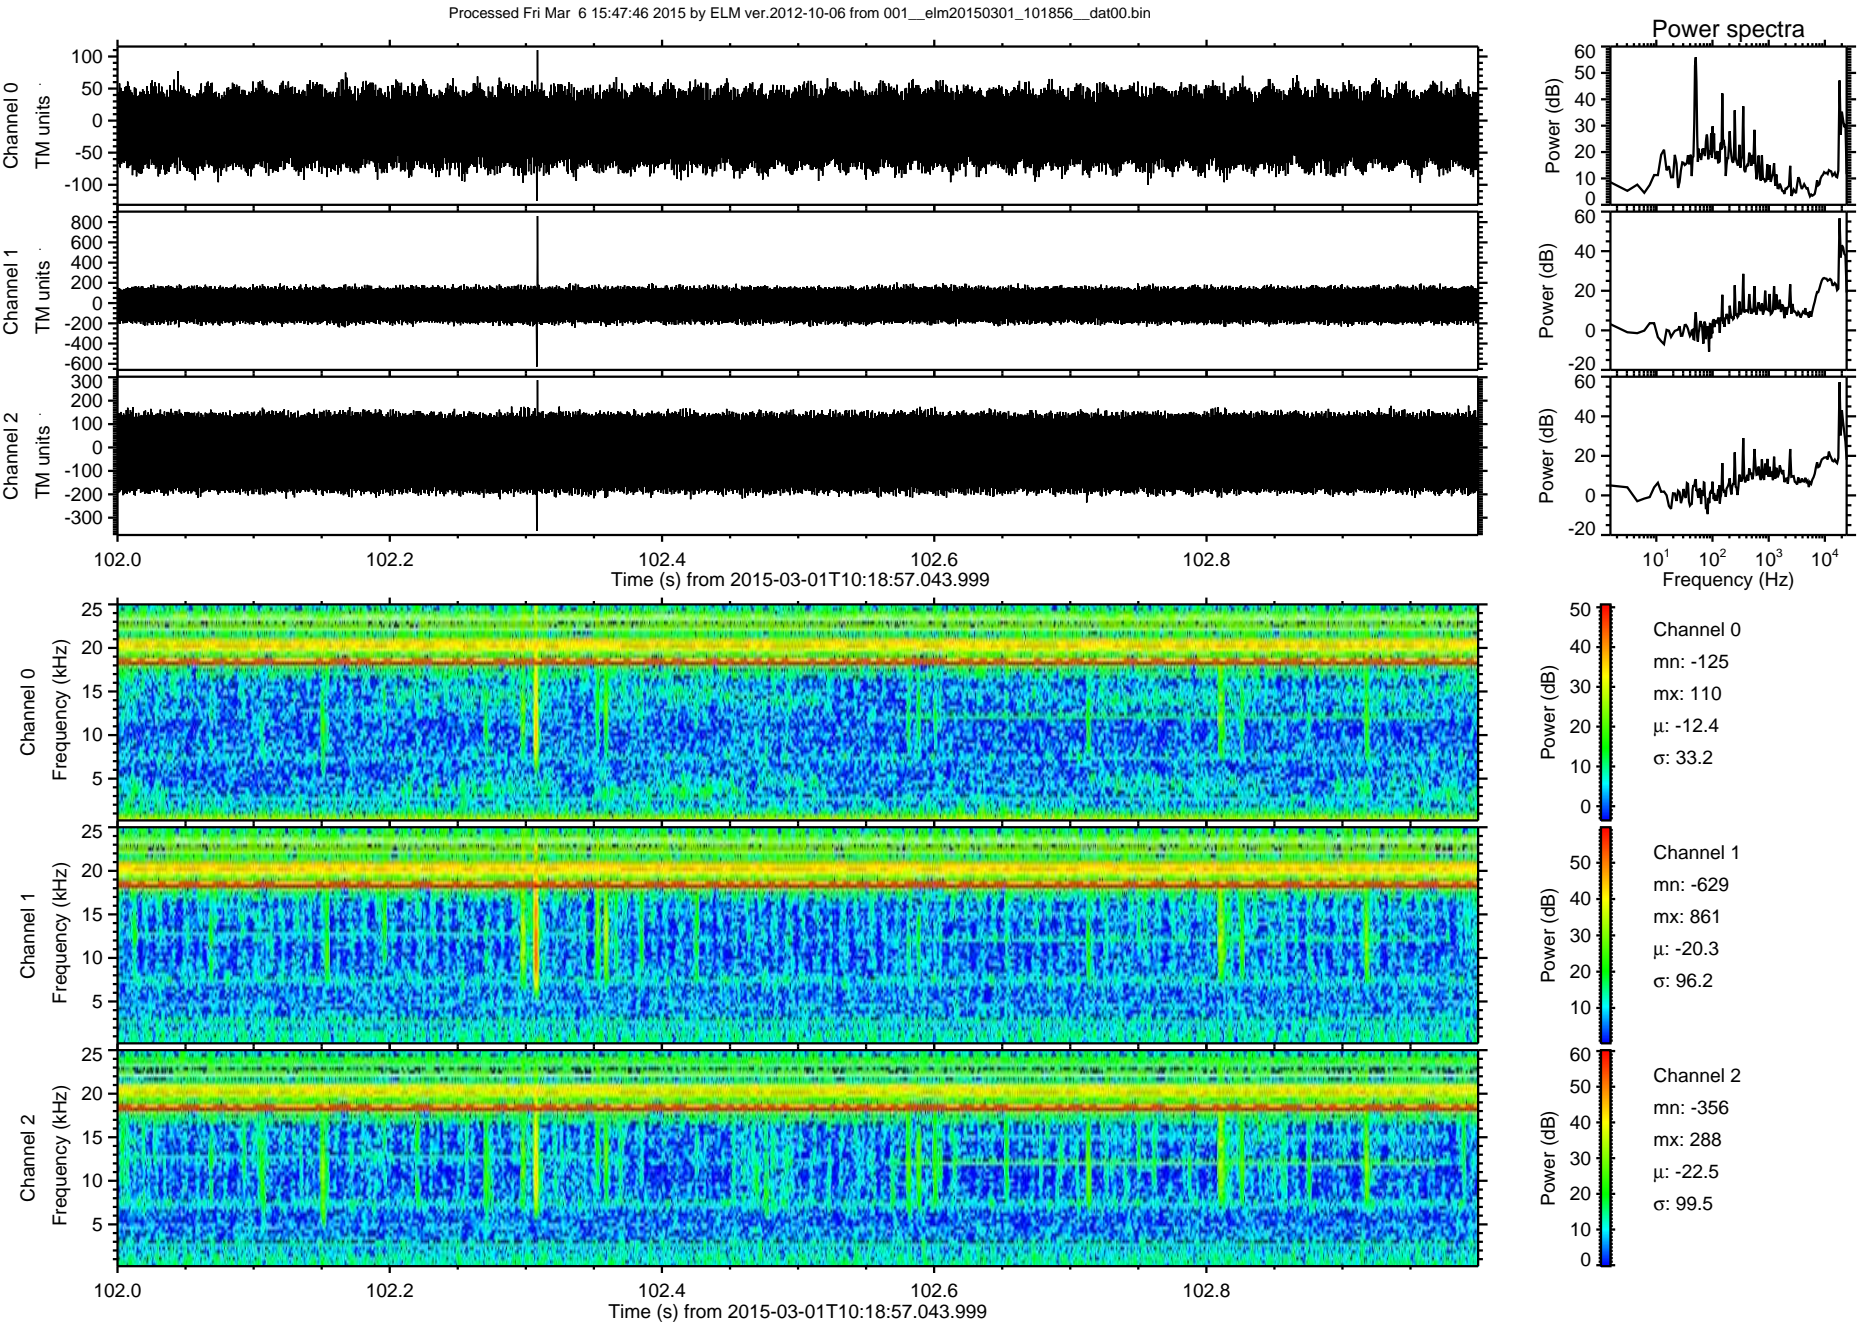 Processed Fri Mar  6 15:47:46 2015 by ELM ver.2012-10-06 from 001__elm20150301_101856__dat00.bin
Power spectra
Channel 0
TM units
100
50
0
-50
-100
Power (dB)
60
50
40
30
20
10
0
Channel 1
TM units
800
600
400
200
0
-200
-400
-600
Power (dB)
60
40
20
0
-20
Channel 2
TM units
300
200
100
0
-100
-200
-300
Power (dB)
60
40
20
0
-20
102.0 102.2 102.4 102.6 102.8
Time (s) from 2015-03-01T10:18:57.043.999
10¹ 10² 10³ 10⁴
Frequency (Hz)
Channel 0
Frequency (kHz)
25
20
15
10
5
Power (dB)
50
40
30
20
10
0
Channel 0
mn: -125
mx: 110
μ: -12.4
σ: 33.2
Channel 1
Frequency (kHz)
25
20
15
10
5
Power (dB)
50
40
30
20
10
Channel 1
mn: -629
mx: 861
μ: -20.3
σ: 96.2
Channel 2
Frequency (kHz)
25
20
15
10
5
Power (dB)
60
50
40
30
20
10
0
Channel 2
mn: -356
mx: 288
μ: -22.5
σ: 99.5
102.0 102.2 102.4 102.6 102.8
Time (s) from 2015-03-01T10:18:57.043.999